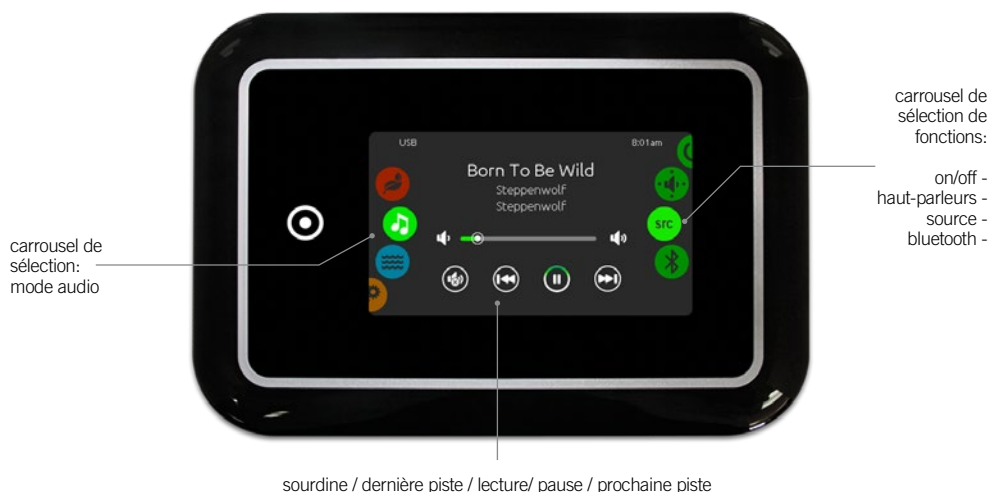 USB
8:01am
Born To Be Wild
Steppenwolf
Steppenwolf
src
carrousel de
sélection:
mode audio
carrousel de
sélection de
fonctions:
on/off -
haut-parleurs -
source -
bluetooth -
sourdine / dernière piste / lecture/ pause / prochaine piste